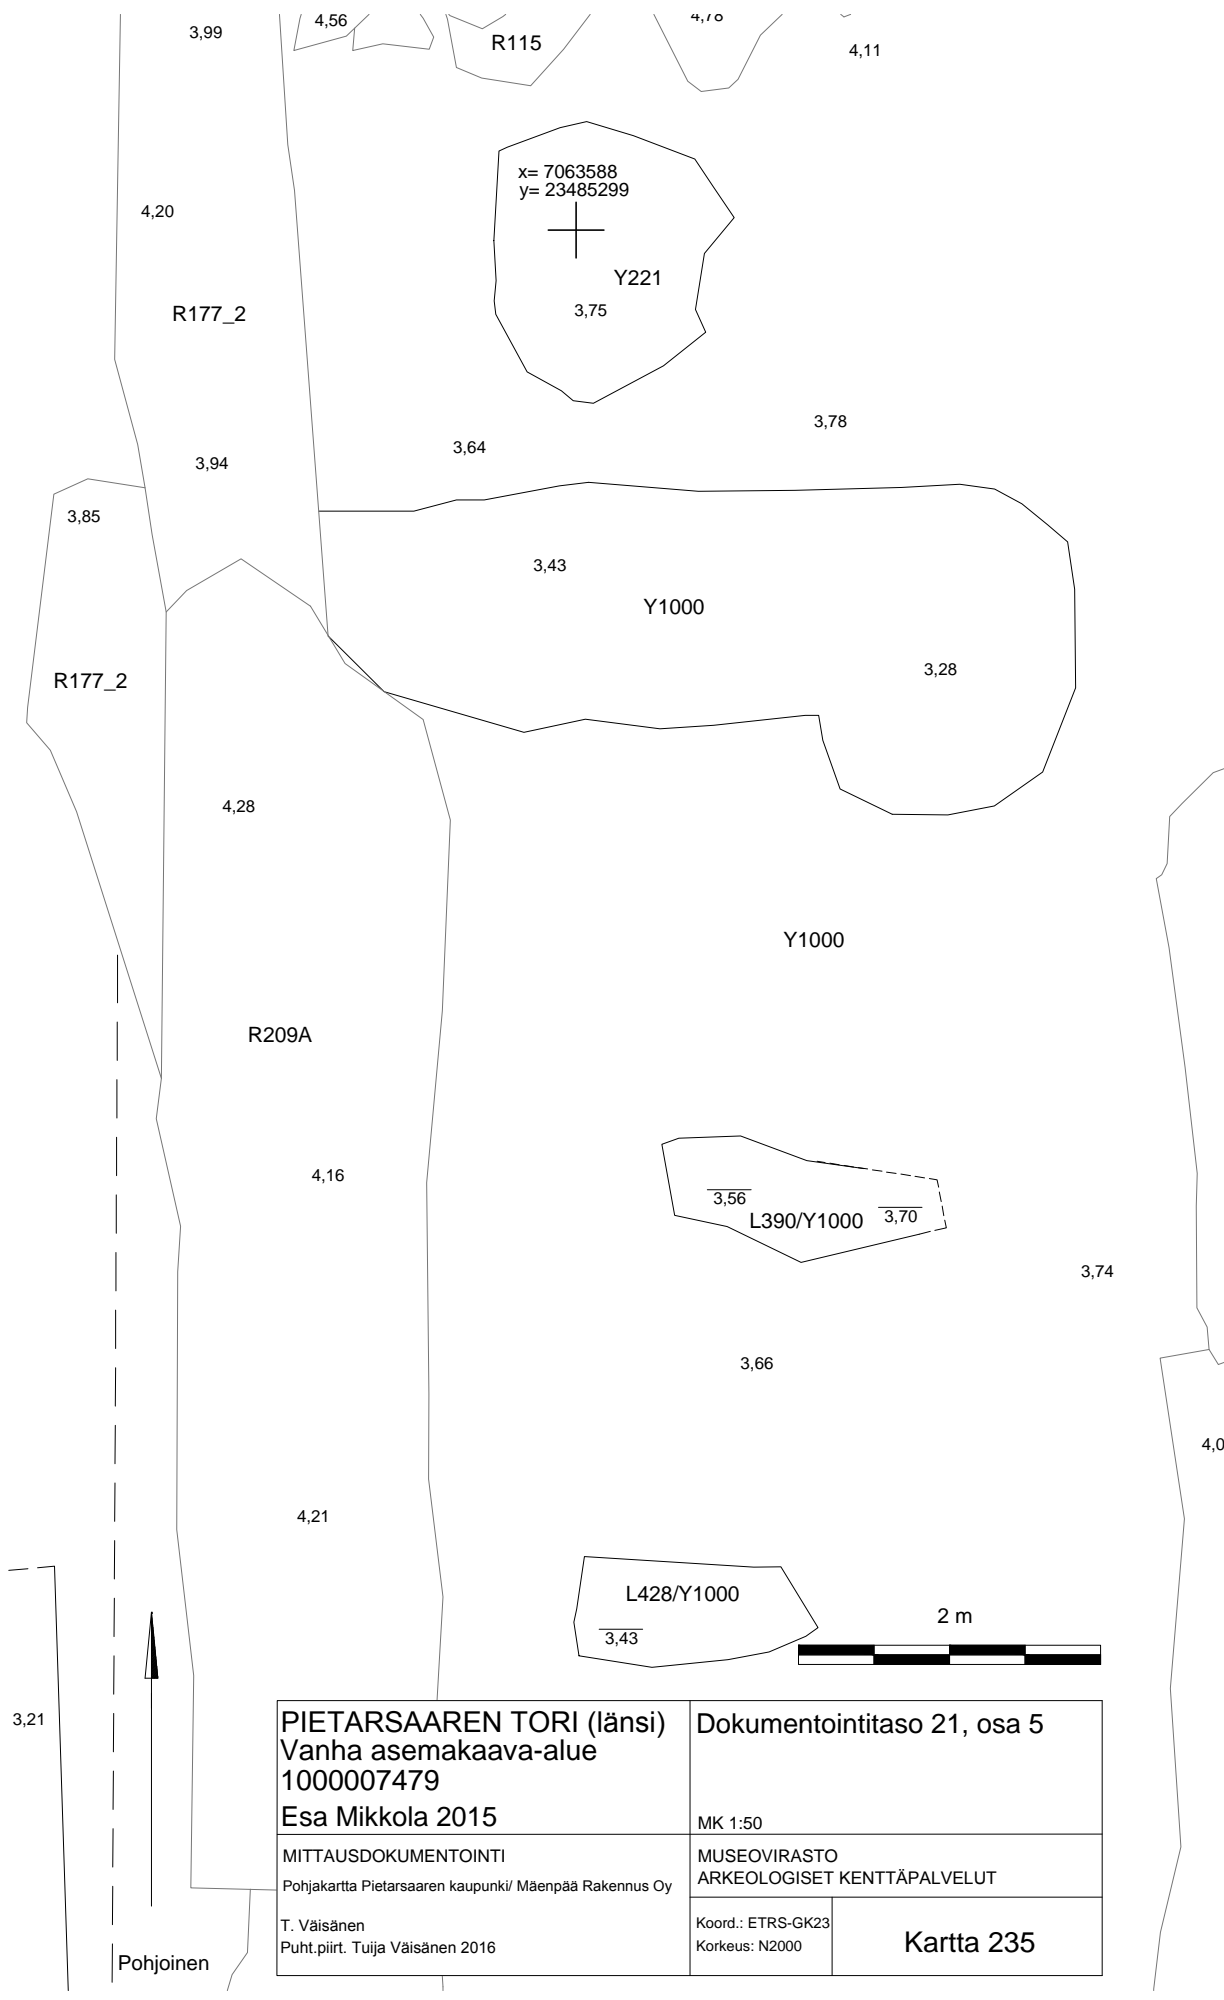 4,56
4,78
3,99
R115
4,11
x= 7063588
y= 23485299
4,20
Y221
R177_2
3,75
3,78
3,64
3,94
3,85
3,43
Y1000
3,28
R177_2
4,28
Y1000
R209A
4,16
3,56
L390/Y1000
3,70
3,74
3,66
4,0
4,21
L428/Y1000
3,43
2 m
3,21
PIETARSAAREN TORI (länsi)
Vanha asemakaava-alue
1000007479
Esa Mikkola 2015
Dokumentointitaso 21, osa 5
MK 1:50
MITTAUSDOKUMENTOINTI
Pohjakartta Pietarsaaren kaupunki/ Mäenpää Rakennus Oy
T. Väisänen
Puht.piirt. Tuija Väisänen 2016
MUSEOVIRASTO
ARKEOLOGISET KENTTÄPALVELUT
Koord.: ETRS-GK23
Korkeus: N2000
Kartta 235
Pohjoinen